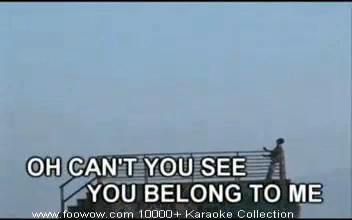 OH CAN'T YOU SEE
YOU BELONG TO ME
www.foowow.com 10000+ Karaoke Collection